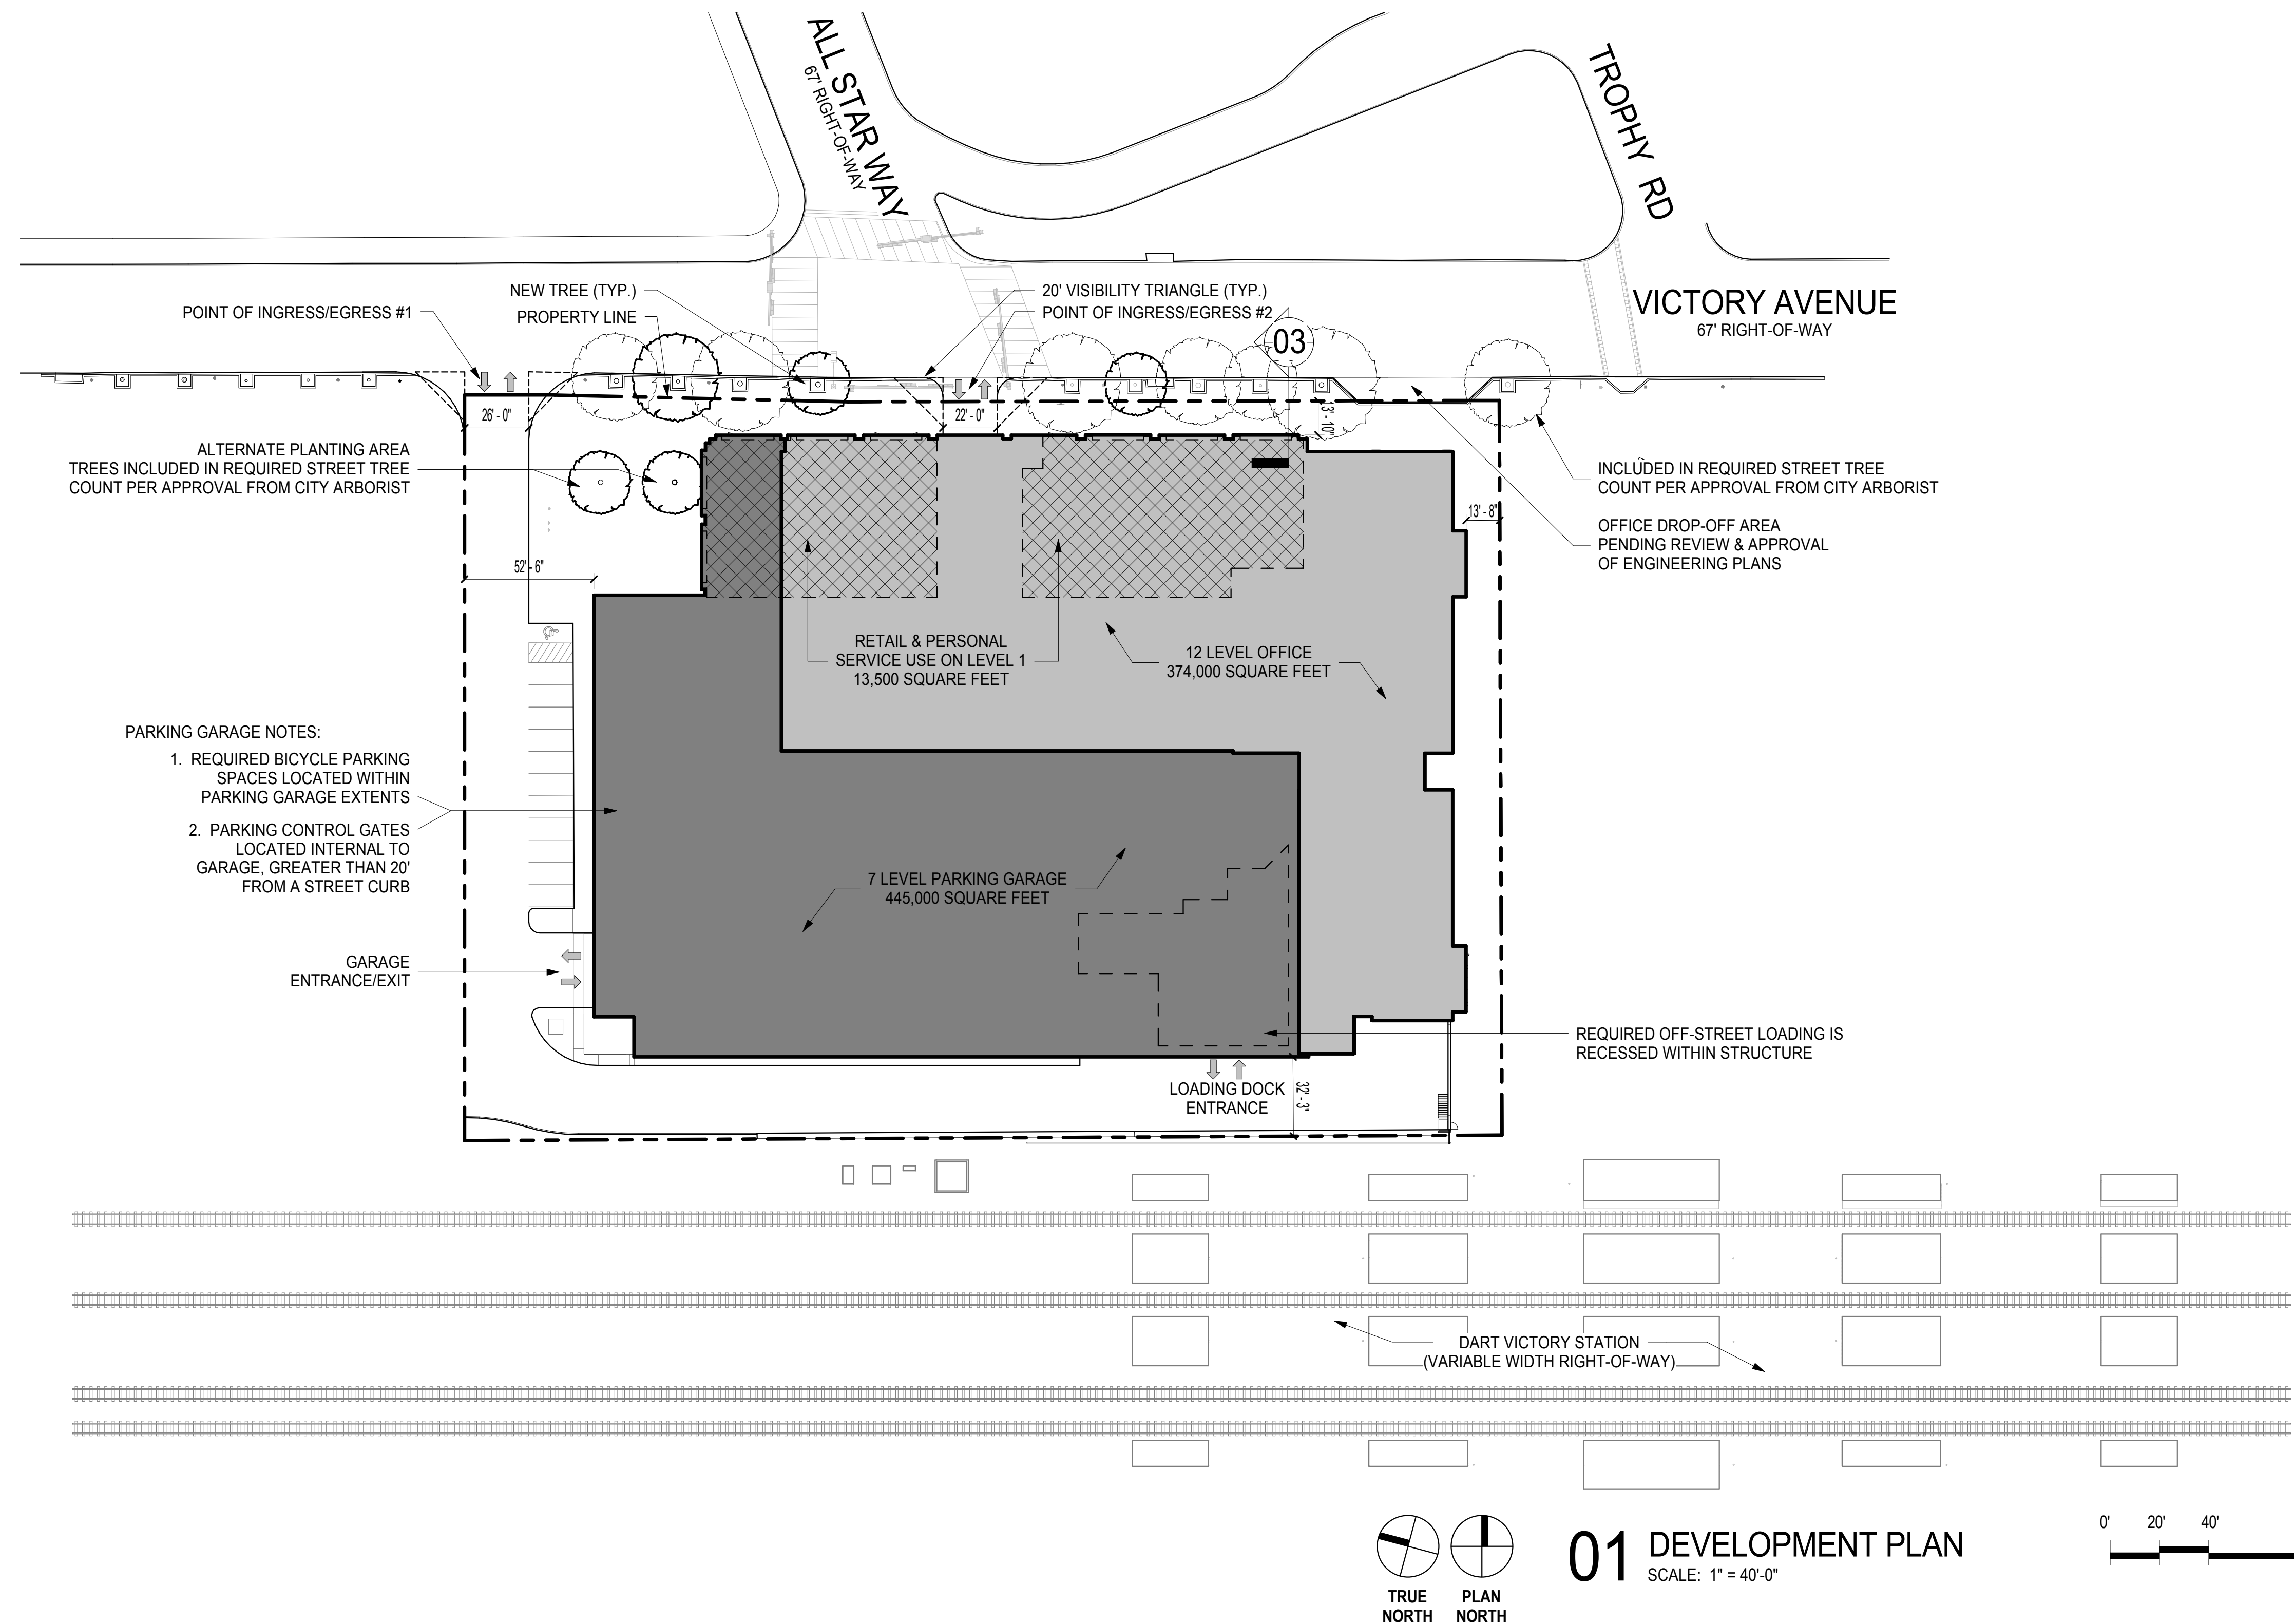 ALL STAR WAY
67' RIGHT-OF-WAY
TROPHY RD
VICTORY AVENUE
67' RIGHT-OF-WAY
NEW TREE (TYP.)
PROPERTY LINE
POINT OF INGRESS/EGRESS #1
20' VISIBILITY TRIANGLE (TYP.)
POINT OF INGRESS/EGRESS #2
03
26' - 0"
22' - 0"
13' - 10"
ALTERNATE PLANTING AREA
TREES INCLUDED IN REQUIRED STREET TREE
COUNT PER APPROVAL FROM CITY ARBORIST
INCLUDED IN REQUIRED STREET TREE
COUNT PER APPROVAL FROM CITY ARBORIST
13' - 8"
OFFICE DROP-OFF AREA
PENDING REVIEW & APPROVAL
OF ENGINEERING PLANS
52' - 6"
RETAIL & PERSONAL
SERVICE USE ON LEVEL 1
13,500 SQUARE FEET
12 LEVEL OFFICE
374,000 SQUARE FEET
PARKING GARAGE NOTES:
1. REQUIRED BICYCLE PARKING
SPACES LOCATED WITHIN
PARKING GARAGE EXTENTS
2. PARKING CONTROL GATES
LOCATED INTERNAL TO
GARAGE, GREATER THAN 20'
FROM A STREET CURB
7 LEVEL PARKING GARAGE
445,000 SQUARE FEET
GARAGE
ENTRANCE/EXIT
REQUIRED OFF-STREET LOADING IS
RECESSED WITHIN STRUCTURE
LOADING DOCK
ENTRANCE
32' - 3"
DART VICTORY STATION
(VARIABLE WIDTH RIGHT-OF-WAY)
TRUE
NORTH
PLAN
NORTH
01 DEVELOPMENT PLAN
SCALE: 1" = 40'-0"
0' 20' 40'